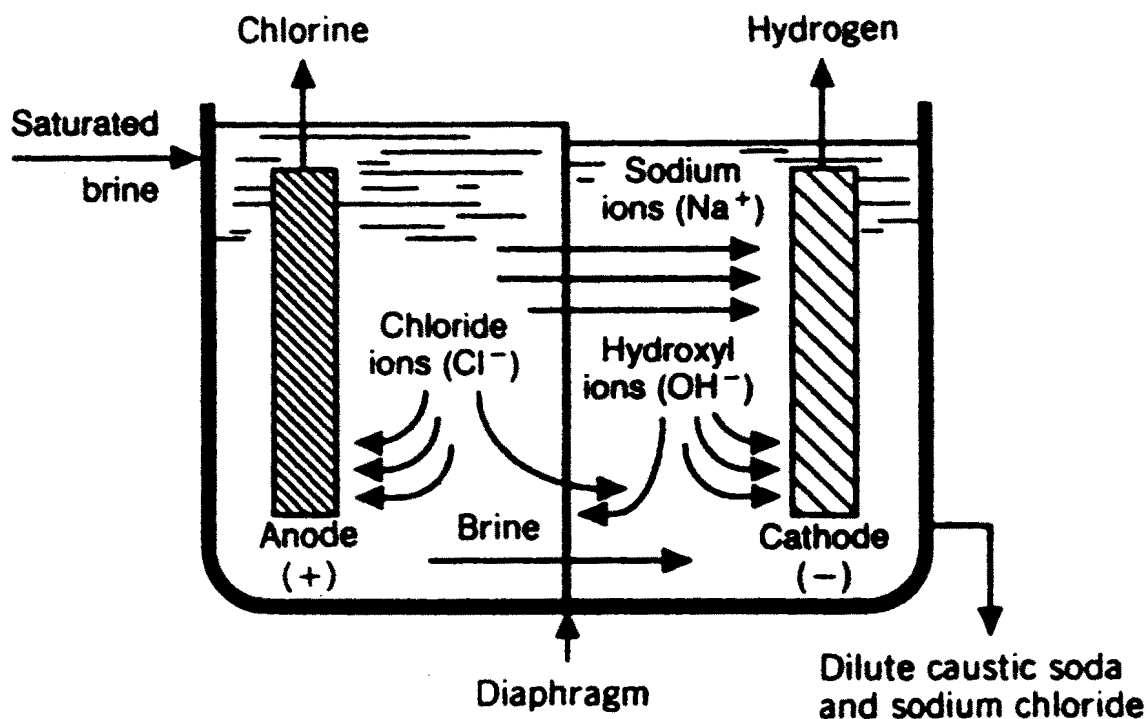 Chlorine
Hydrogen
Saturated
brine
Sodium
ions (Na⁺)
Chloride
ions (Cl⁻)
Hydroxyl
ions (OH⁻)
Anode
(+)
Brine
Cathode
(−)
Diaphragm
Dilute caustic soda
and sodium chloride